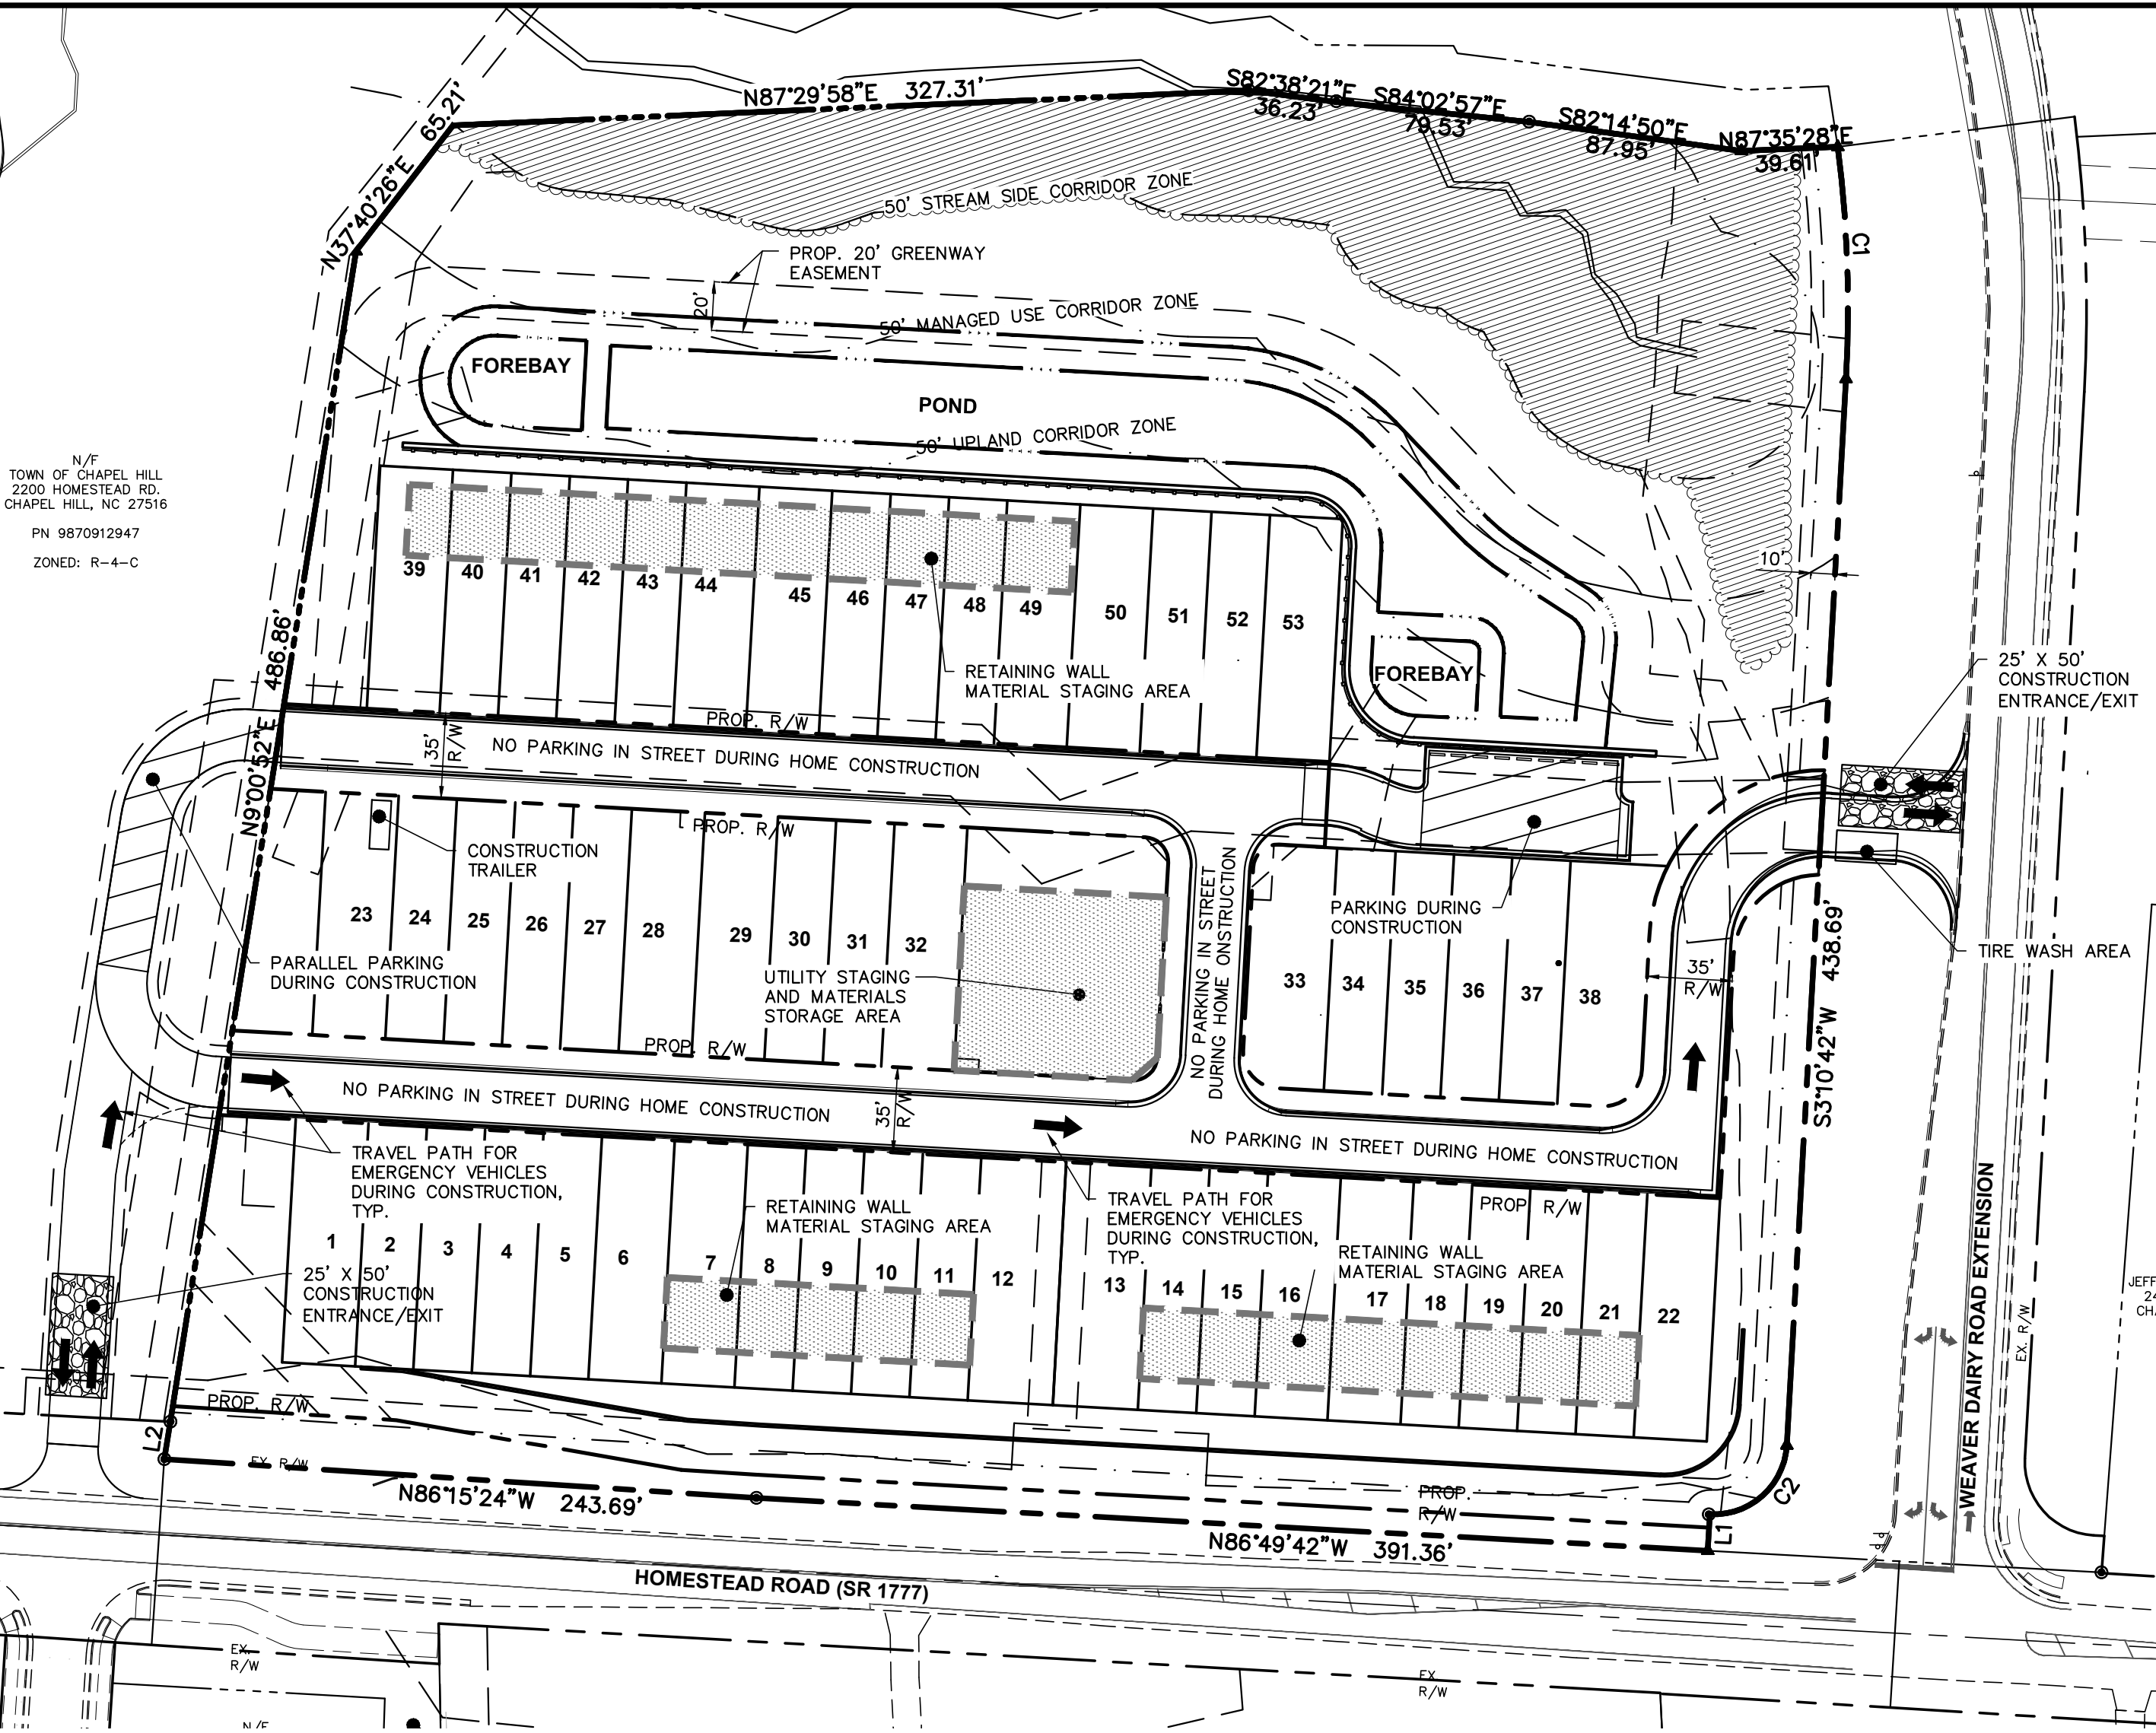 N87°29'58"E 327.31'
S82°38'21"E
36.23'
S84°02'57"E
79.53'
S82°14'50"E
87.95'
N87°35'28"E
39.61'
N37°40'26"E 65.21'
C1
50' STREAM SIDE CORRIDOR ZONE
PROP. 20' GREENWAY
EASEMENT
20'
50' MANAGED USE CORRIDOR ZONE
FOREBAY
POND
50' UPLAND CORRIDOR ZONE
N/F
TOWN OF CHAPEL HILL
2200 HOMESTEAD RD.
CHAPEL HILL, NC 27516
PN 9870912947
ZONED: R-4-C
39
40
41
42
43
44
45
46
47
48
49
50
51
52
53
10'
RETAINING WALL
MATERIAL STAGING AREA
FOREBAY
25' X 50'
CONSTRUCTION
ENTRANCE/EXIT
N9°00'52"E 486.86'
PROP. R/W
35'
R/W
NO PARKING IN STREET DURING HOME CONSTRUCTION
PROP. R/W
CONSTRUCTION
TRAILER
23
24
25
26
27
28
29
30
31
32
NO PARKING IN STREET
DURING HOME ONSTRUCTION
PARKING DURING
CONSTRUCTION
33
34
35
36
37
38
35'
R/W
TIRE WASH AREA
S3°10'42"W 438.69'
PARALLEL PARKING
DURING CONSTRUCTION
UTILITY STAGING
AND MATERIALS
STORAGE AREA
PROP. R/W
NO PARKING IN STREET DURING HOME CONSTRUCTION
35'
R/W
NO PARKING IN STREET DURING HOME CONSTRUCTION
TRAVEL PATH FOR
EMERGENCY VEHICLES
DURING CONSTRUCTION,
TYP.
RETAINING WALL
MATERIAL STAGING AREA
TRAVEL PATH FOR
EMERGENCY VEHICLES
DURING CONSTRUCTION,
TYP.
PROP R/W
RETAINING WALL
MATERIAL STAGING AREA
1
2
3
4
5
6
7
8
9
10
11
12
13
14
15
16
17
18
19
20
21
22
25' X 50'
CONSTRUCTION
ENTRANCE/EXIT
WEAVER DAIRY ROAD EXTENSION
EX. R/W
JEFF
24
CH
PROP. R/W
L2
EX R/W
N86°15'24"W 243.69'
PROP.
R/W
C2
L1
N86°49'42"W 391.36'
HOMESTEAD ROAD (SR 1777)
EX.
R/W
EX
R/W
N/F